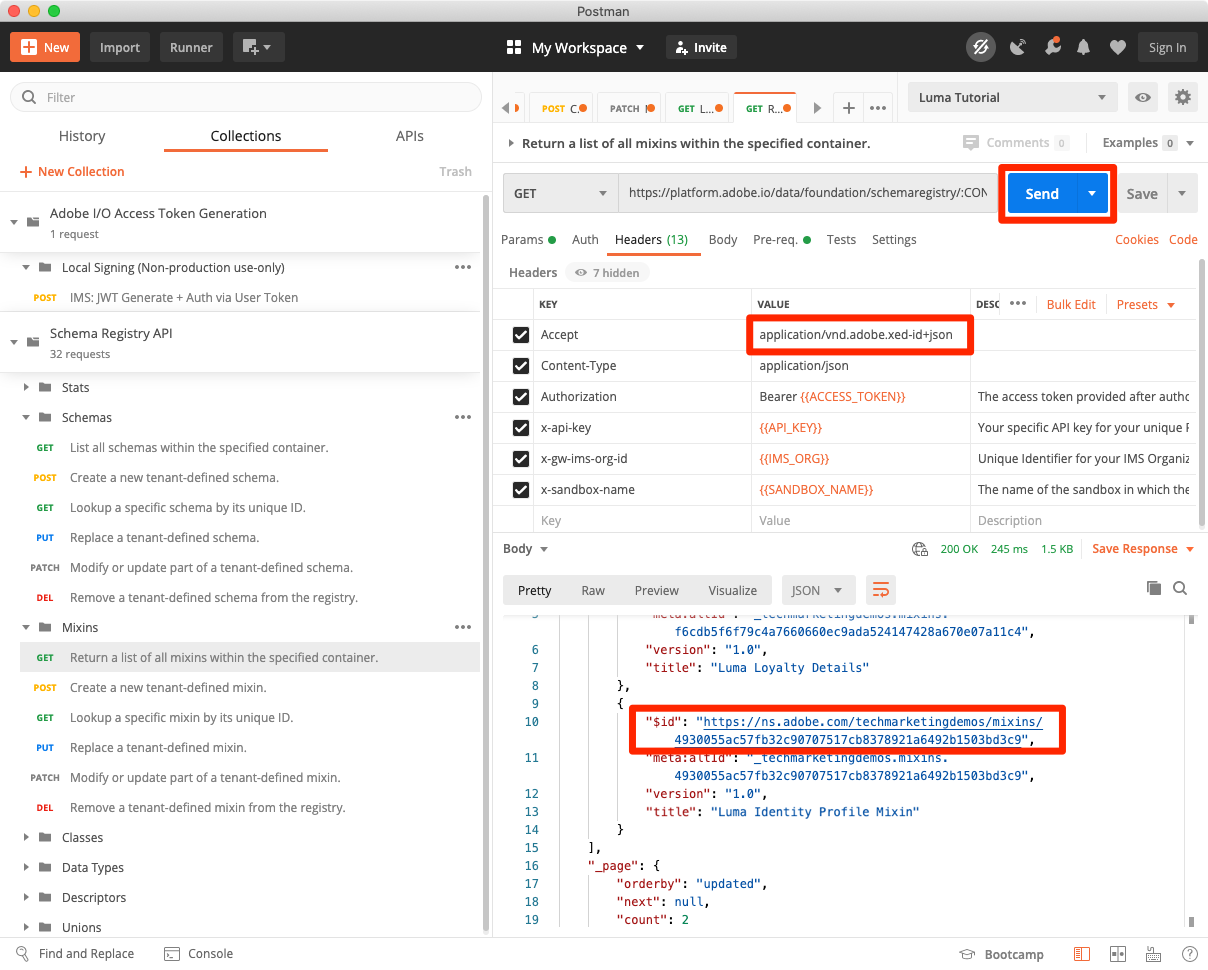 Postman
New
Import
Runner
My Workspace
Invite
Sign In
Filter
History
Collections
APIs
New Collection
Trash
Adobe I/O Access Token Generation
1 request
Local Signing (Non-production use-only)
POST IMS: JWT Generate + Auth via User Token
Schema Registry API
32 requests
Stats
Schemas
GET List all schemas within the specified container.
POST Create a new tenant-defined schema.
GET Lookup a specific schema by its unique ID.
PUT Replace a tenant-defined schema.
PATCH Modify or update part of a tenant-defined schema.
DEL Remove a tenant-defined schema from the registry.
Mixins
GET Return a list of all mixins within the specified container.
POST Create a new tenant-defined mixin.
GET Lookup a specific mixin by its unique ID.
PUT Replace a tenant-defined mixin.
PATCH Modify or update part of a tenant-defined mixin.
DEL Remove a tenant-defined mixin from the registry.
Classes
Data Types
Descriptors
Unions
POST C.
PATCH
GET L...
GET R...
Luma Tutorial
Return a list of all mixins within the specified container.
Comments 0
Examples 0
GET
https://platform.adobe.io/data/foundation/schemaregistry/:CON
Send
Save
Params
Auth
Headers (13)
Body
Pre-req.
Tests
Settings
Cookies
Code
Headers
7 hidden
KEY
VALUE
DESC
Bulk Edit
Presets
Accept application/vnd.adobe.xed-id+json
Content-Type application/json
Authorization Bearer {{ACCESS_TOKEN}} The access token provided after autho
x-api-key {{API_KEY}} Your specific API key for your unique
x-gw-ims-org-id {{IMS_ORG}} Unique Identifier for your IMS Organiz
x-sandbox-name {{SANDBOX_NAME}} The name of the sandbox in which the
Key Value Description
Body
200 OK
245 ms
1.5 KB
Save Response
Pretty
Raw
Preview
Visualize
JSON
5 "meta:altId": "_techmarketingdemos.mixins.
f6cdb5f6f79c4a7660660ec9ada524147428a670e07a11c4",
6 "version": "1.0",
7 "title": "Luma Loyalty Details"
8 },
9 {
10 "$id": "https://ns.adobe.com/techmarketingdemos/mixins/
4930055ac57fb32c90707517cb8378921a6492b1503bd3c9",
11 "meta:altId": "_techmarketingdemos.mixins.
4930055ac57fb32c90707517cb8378921a6492b1503bd3c9",
12 "version": "1.0",
13 "title": "Luma Identity Profile Mixin"
14 }
15 ],
16 "_page": {
17 "orderby": "updated",
18 "next": null,
19 "count": 2
Find and Replace
Console
Bootcamp